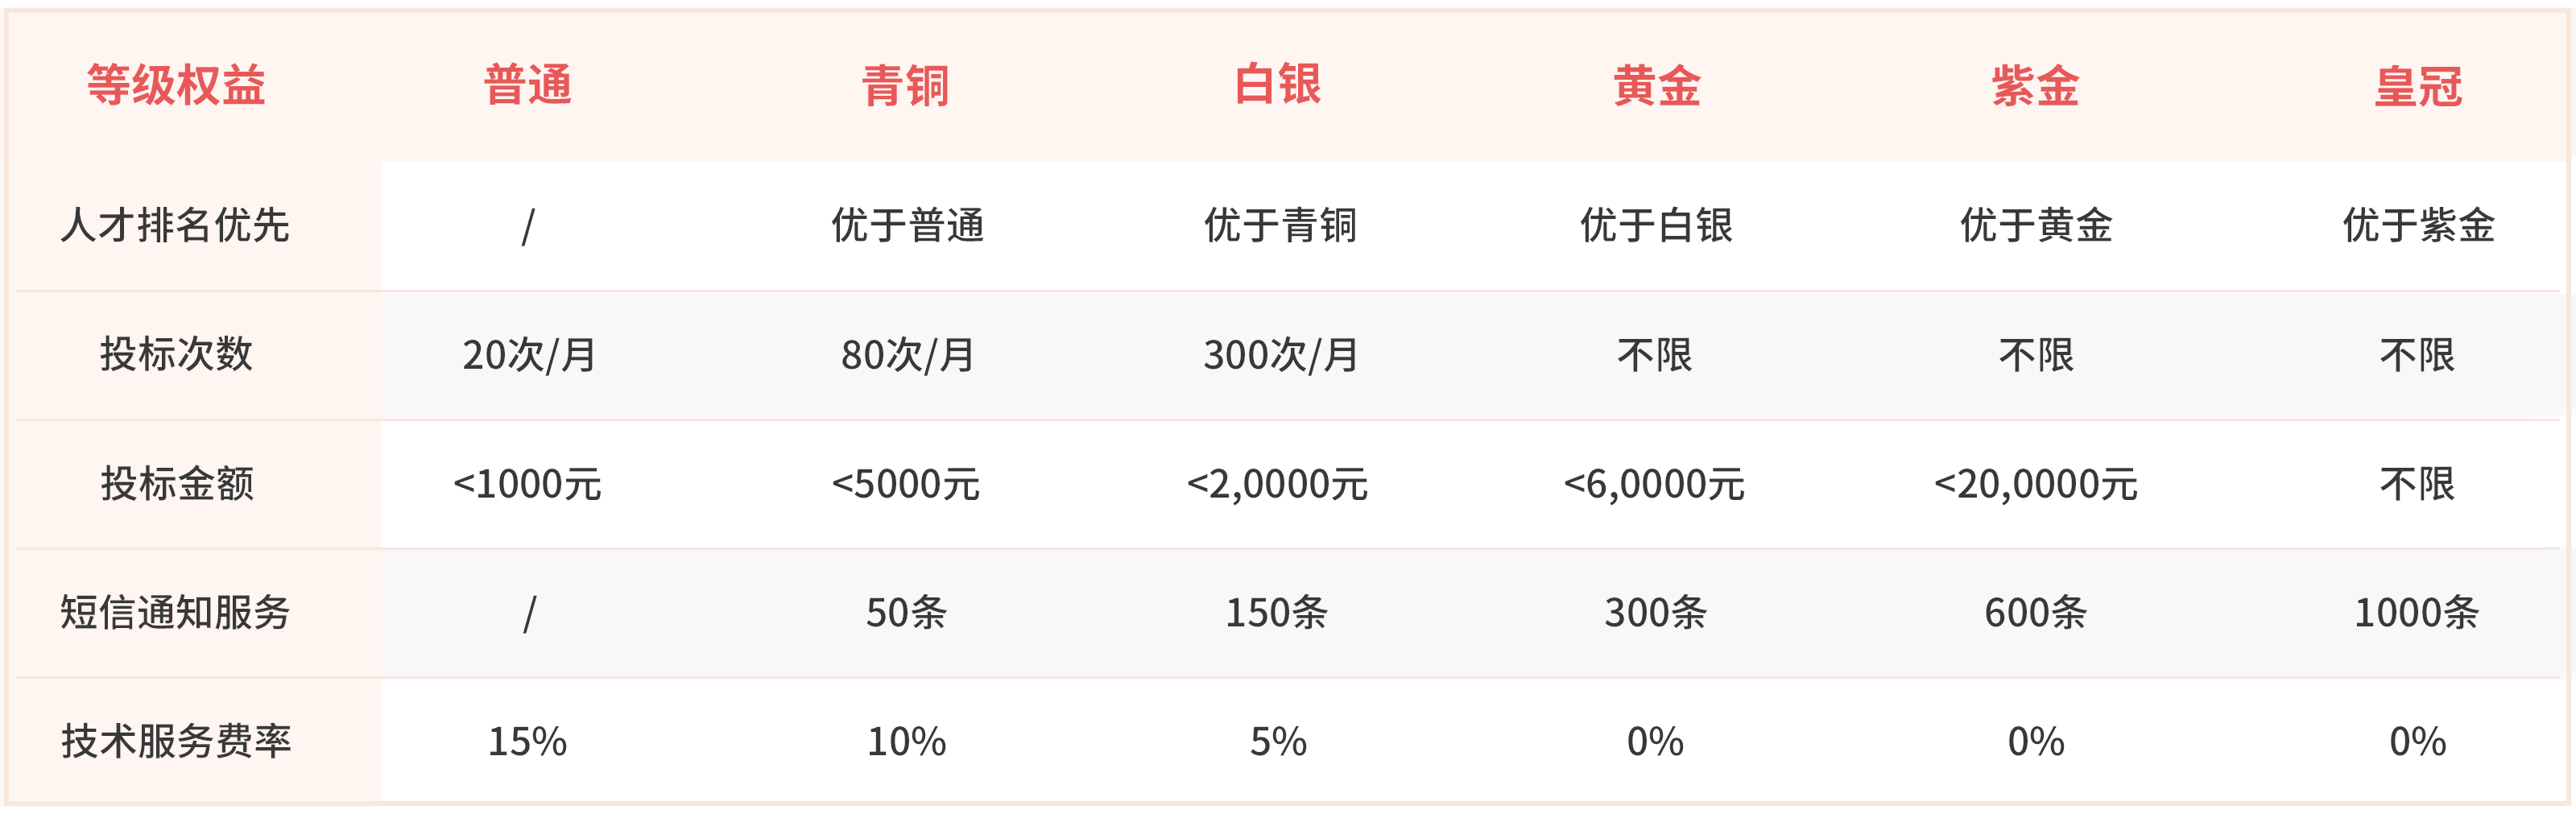 等级权益 普通 青铜 白银 黄金 紫金 皇冠
人才排名优先 / 优于普通 优于青铜 优于白银 优于黄金 优于紫金
投标次数 20次/月 80次/月 300次/月 不限 不限 不限
投标金额 <1000元 <5000元 <2,0000元 <6,0000元 <20,0000元 不限
短信通知服务 / 50条 150条 300条 600条 1000条
技术服务费率 15% 10% 5% 0% 0% 0%